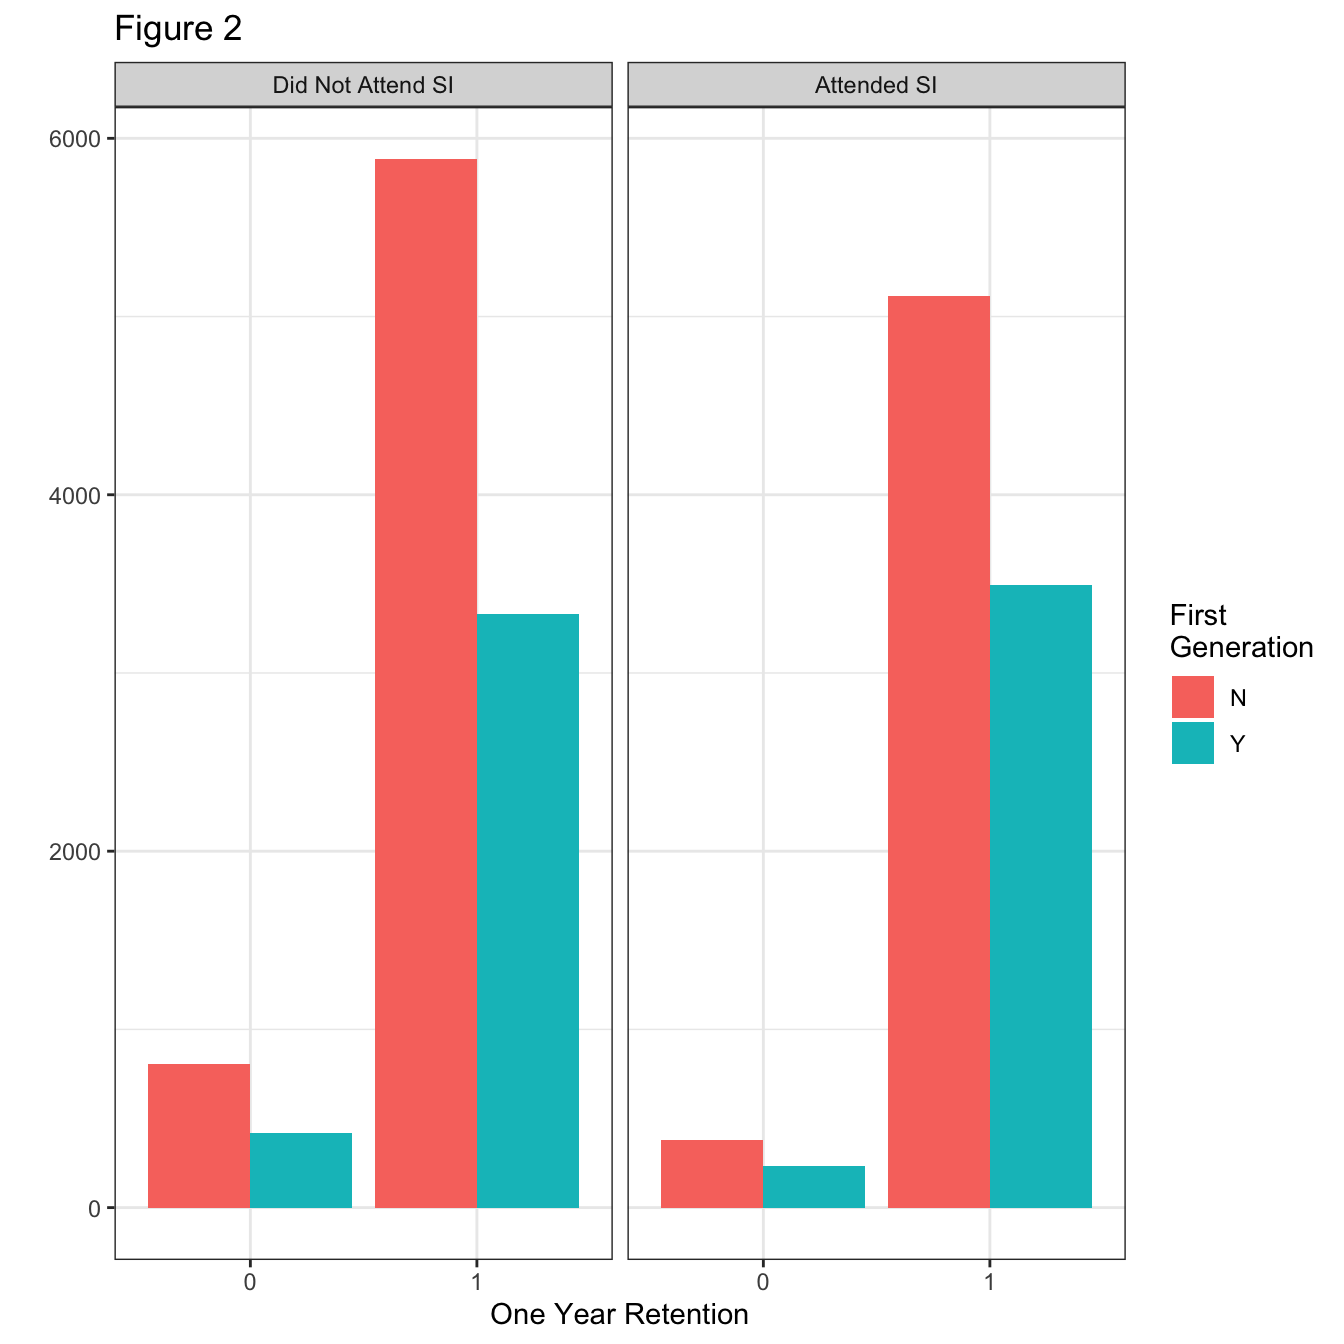 Figure 2
Did Not Attend SI
Attended SI
6000
4000
2000
0
0
1
0
1
One Year Retention
First
Generation
N
Y